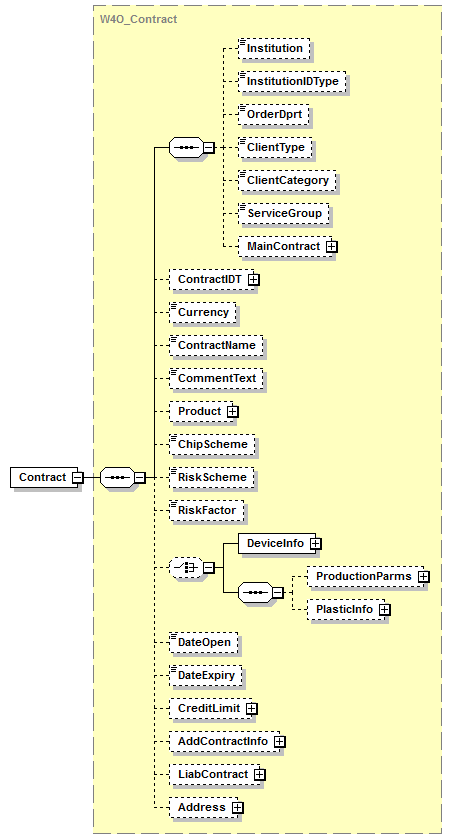 W4O_Contract
Institution
InstitutionIDType
OrderDprt
ClientType
ClientCategory
ServiceGroup
MainContract
ContractIDT
Currency
ContractName
CommentText
Product
ChipScheme
Contract
RiskScheme
RiskFactor
DeviceInfo
ProductionParms
PlasticInfo
DateOpen
DateExpiry
CreditLimit
AddContractInfo
LiabContract
Address